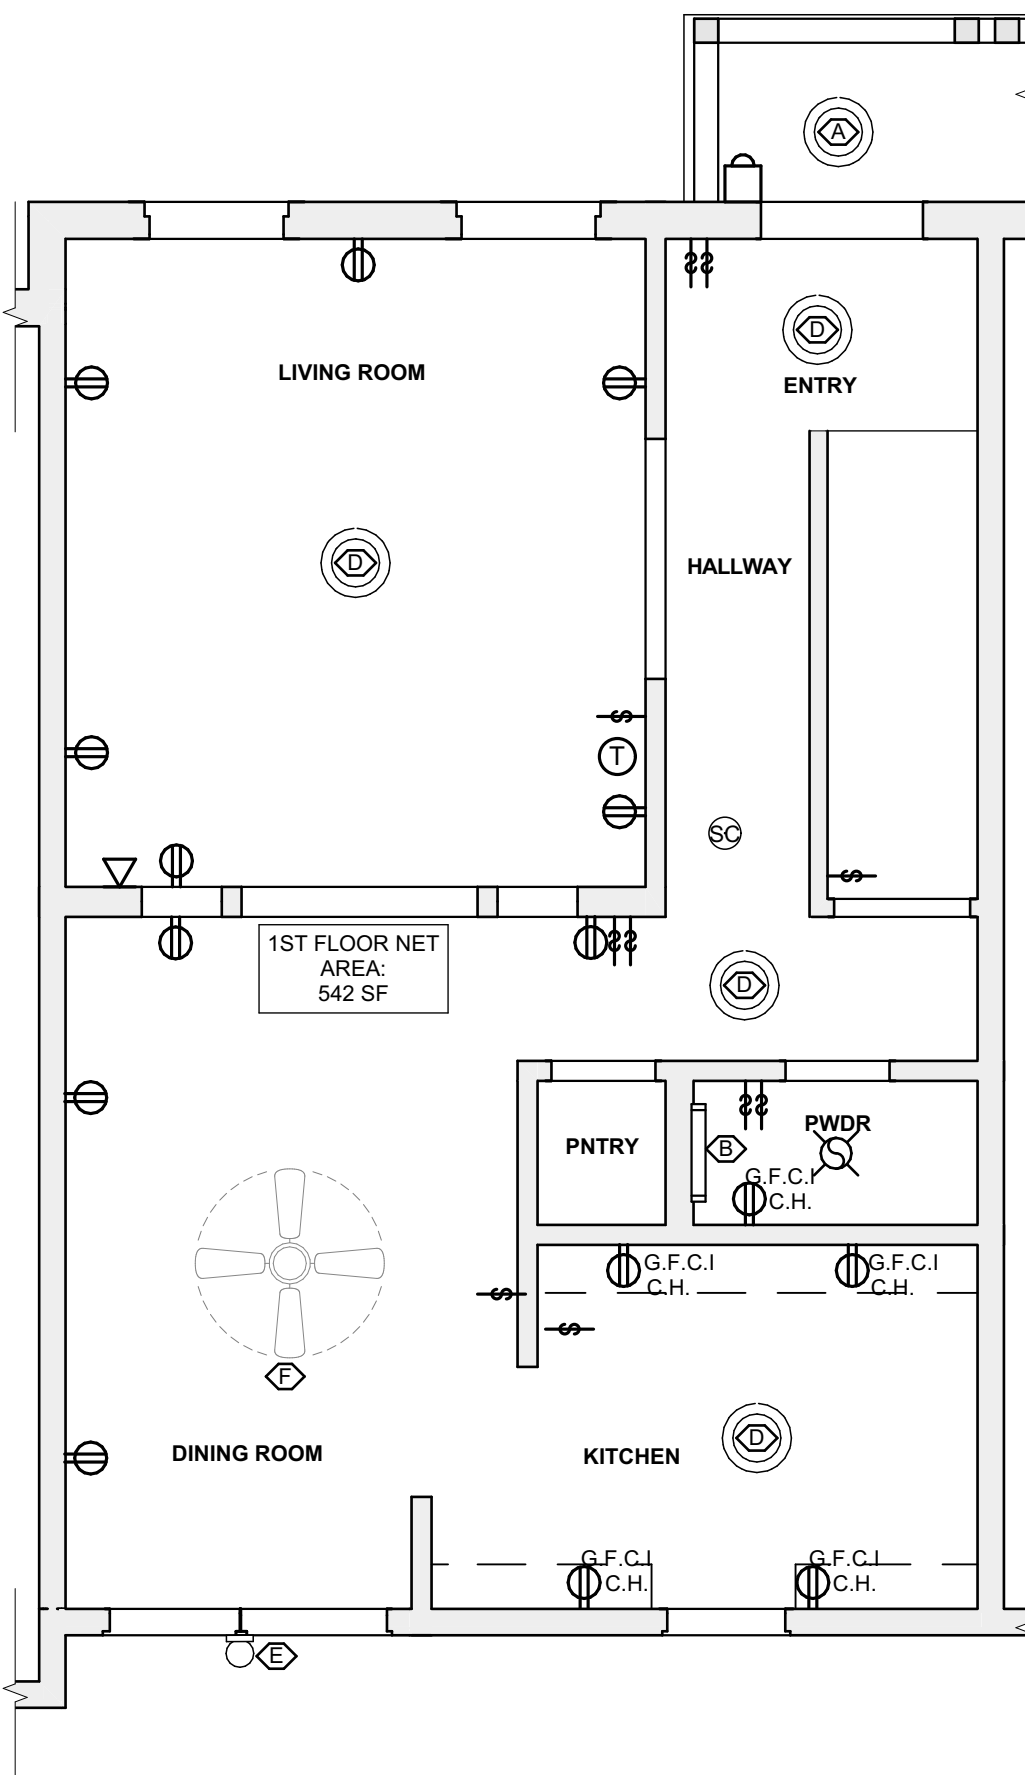 A
D
LIVING ROOM
ENTRY
D
HALLWAY
S
T
SC
S
1ST FLOOR NET
AREA:
542 SF
D
PWDR
PNTRY
B
G.F.C.I
C.H.
G.F.C.I
C.H.
G.F.C.I
C.H.
S
S
F
D
DINING ROOM
KITCHEN
G.F.C.I
C.H.
G.F.C.I
C.H.
E